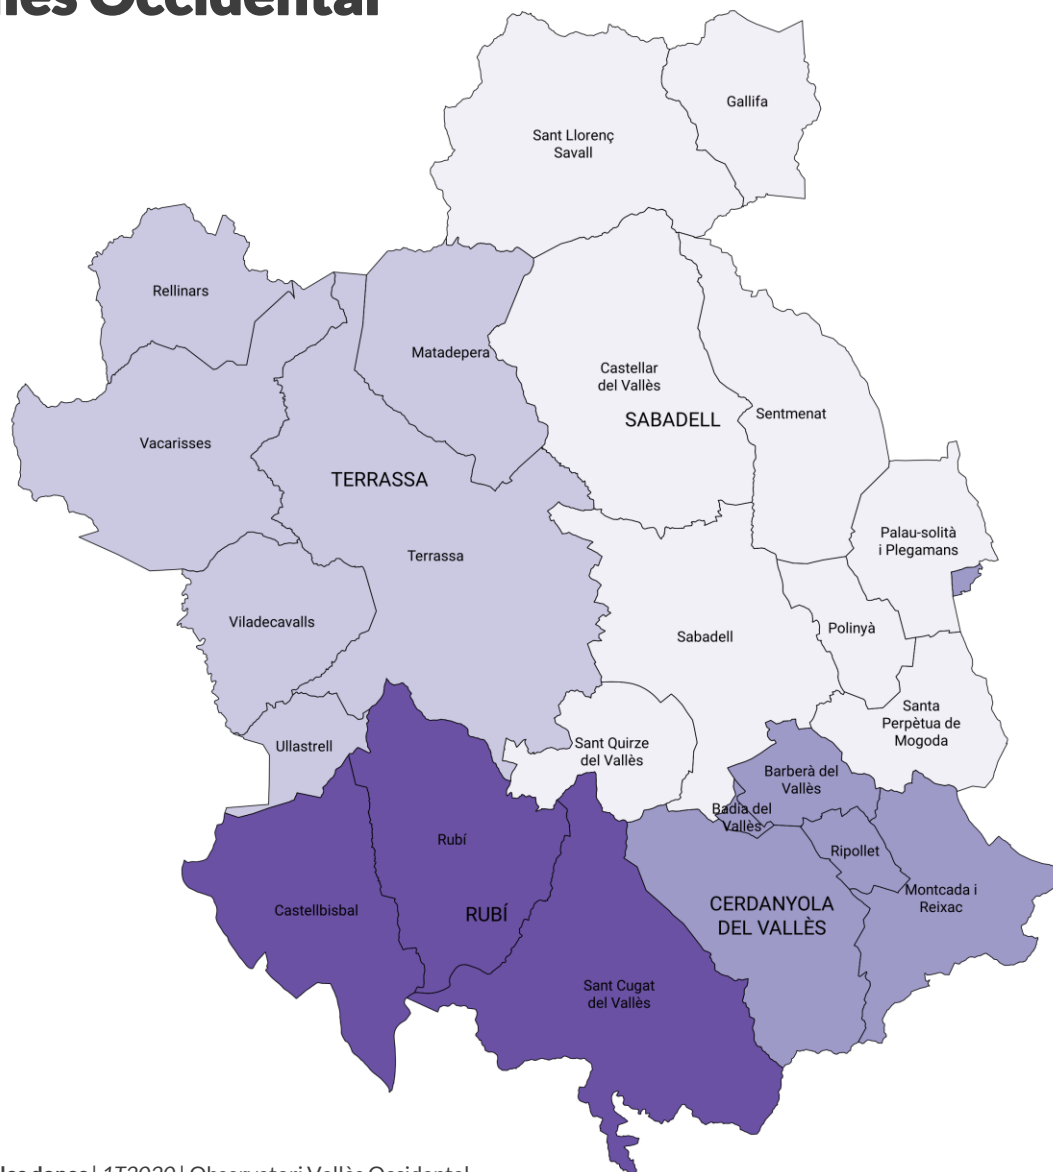 Occidental
Gallifa
Sant Llorenç
Savall
Rellinars
Matadepera
Castellar
del Vallès
SABADELL
Sentmenat
Vacarisses
TERRASSA
Terrassa
Palau-solità
i Plegamans
Viladecavalls
Sabadell
Polinyà
Santa
Perpètua de
Mogoda
Ullastrell
Sant Quirze
del Vallès
Barberà del
Vallès
Badia del
Vallès
Rubí
Ripollet
Castellbisbal
RUBÍ
CERDANYOLA
DEL VALLÈS
Montcada i
Reixac
Sant Cugat
del Vallès
1T2020 | Observatori Vallès Occidental